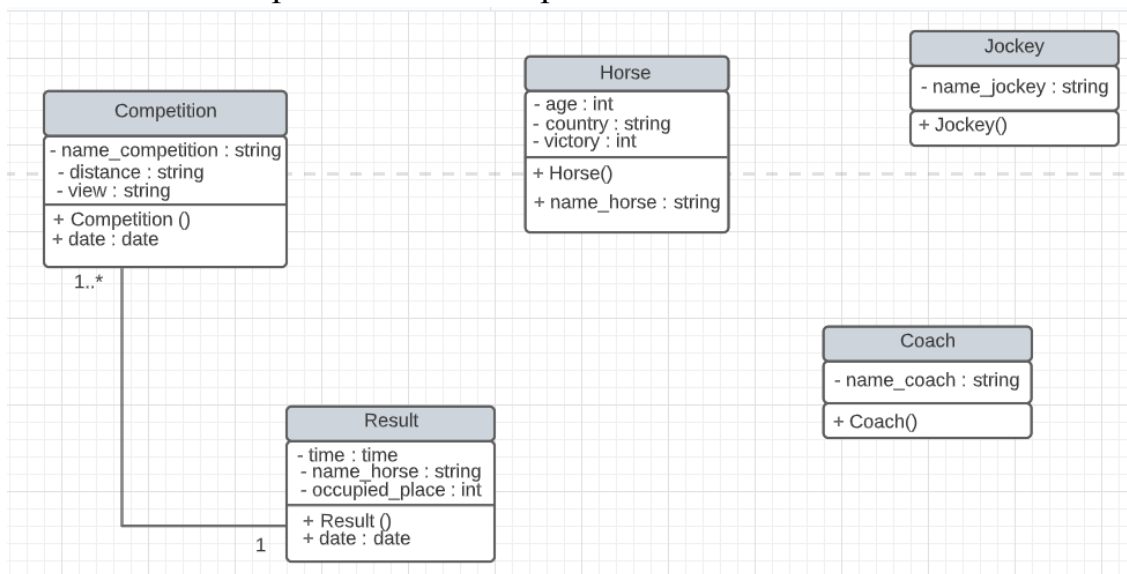 Competition
- name_competition : string
- distance : string
- view : string
+ Competition ()
+ date : date
1..*
Horse
- age : int
- country : string
- victory : int
+ Horse()
+ name_horse : string
Jockey
- name_jockey : string
+ Jockey()
Coach
- name_coach : string
+ Coach()
Result
- time : time
- name_horse : string
- occupied_place : int
+ Result ()
+ date : date
1